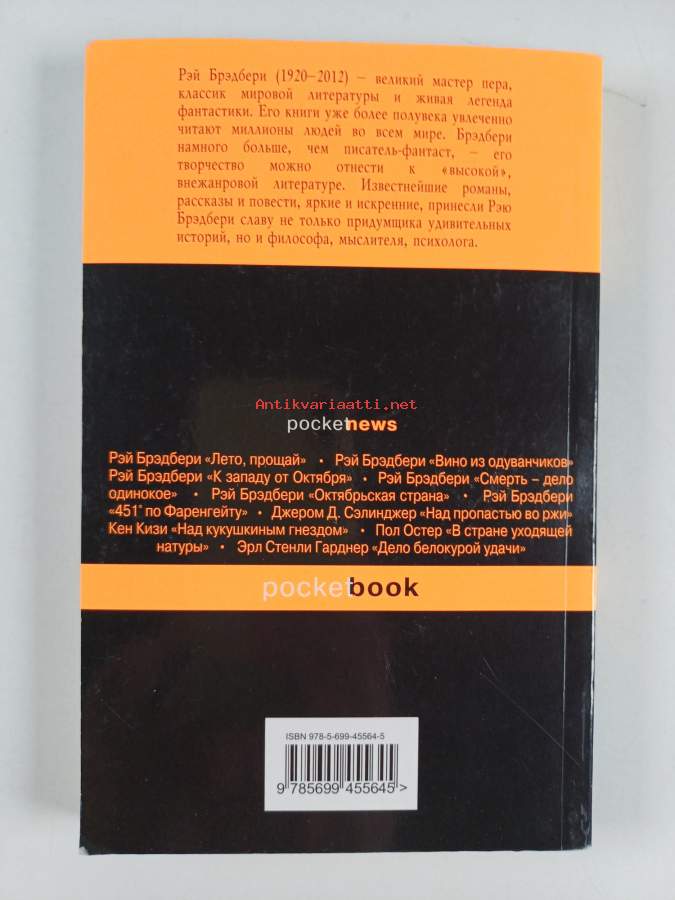 Рэй Брэдбери (1920–2012) – великий мастер пера,
классик мировой литературы и живая легенда
фантастики. Его книги уже более полувека увлеченно
читают миллионы людей во всем мире. Брэдбери
намного больше, чем писатель-фантаст, – его
творчество можно отнести к «высокой»,
внежанровой литературе. Известнейшие романы,
рассказы и повести, яркие и искренние, принесли Рэю
Брэдбери славу не только придумщика удивительных
историй, но и философа, мыслителя, психолога.
Antikvariaatti.net
pocketnews
Рэй Брэдбери «Лето, прощай» • Рэй Брэдбери «Вино из одуванчиков»
Рэй Брэдбери «К западу от Октября» • Рэй Брэдбери «Смерть – дело
одинокое» • Рэй Брэдбери «Октябрьская страна» • Рэй Брэдбери
«451° по Фаренгейту» • Джером Д. Сэлинджер «Над пропастью во ржи»
Кен Кизи «Над кукушкиным гнездом» • Пол Остер «В стране уходящей
натуры» • Эрл Стенли Гарднер «Дело белокурой удачи»
pocketbook
ISBN 978-5-699-45564-5
9 785699 455645 >